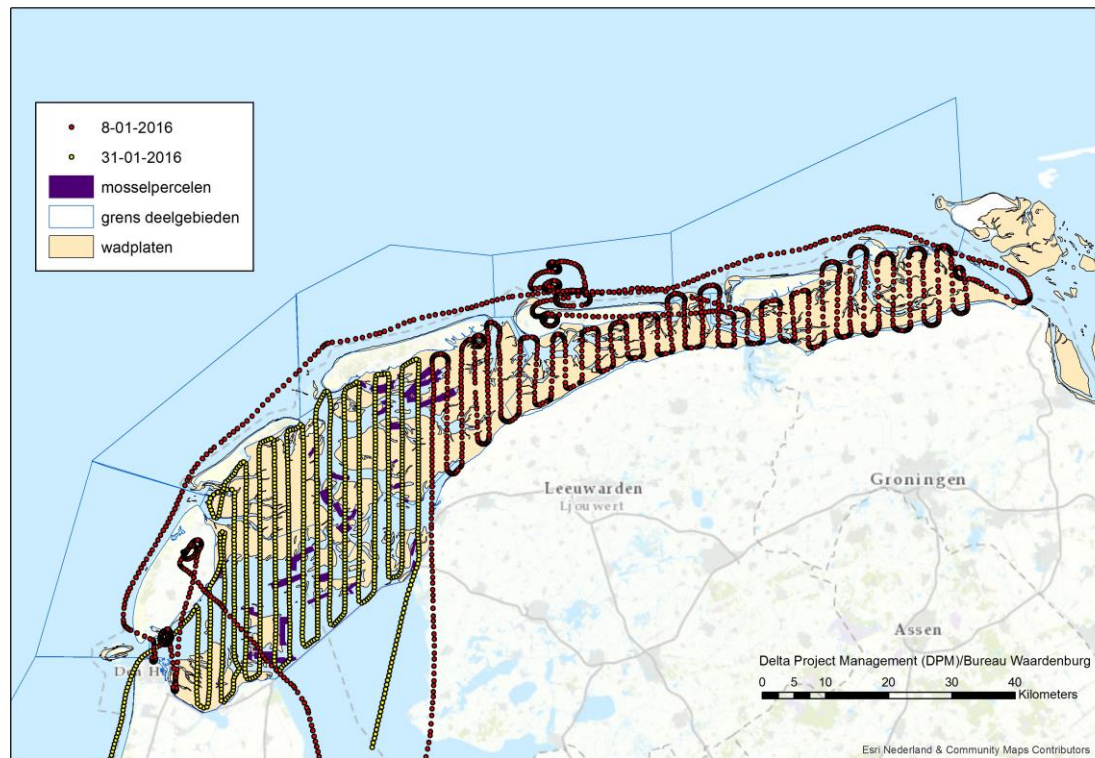 8-01-2016
31-01-2016
mosselpercelen
grens deelgebieden
wadplaten
Leeuwarden
Ljouwert
Groningen
Assen
Den H
Delta Project Management (DPM)/Bureau Waardenburg
0 5 10 20 30 40
Kilometers
Esri Nederland & Community Maps Contributors